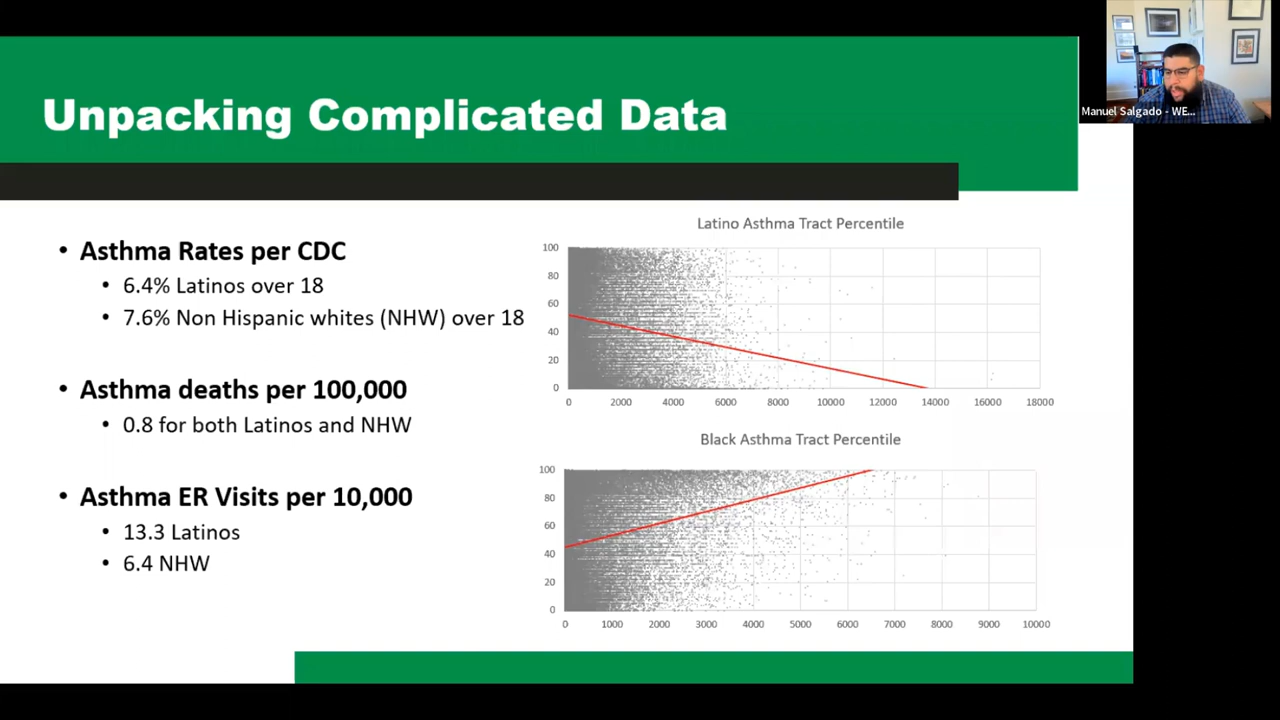 Unpacking Complicated Data
Manuel Salgado - WE...
• Asthma Rates per CDC
• 6.4% Latinos over 18
• 7.6% Non Hispanic whites (NHW) over 18
• Asthma deaths per 100,000
• 0.8 for both Latinos and NHW
• Asthma ER Visits per 10,000
• 13.3 Latinos
• 6.4 NHW
Latino Asthma Tract Percentile
100
80
60
40
20
0
0 2000 4000 6000 8000 10000 12000 14000 16000 18000
Black Asthma Tract Percentile
100
80
60
40
20
0
0 1000 2000 3000 4000 5000 6000 7000 8000 9000 10000